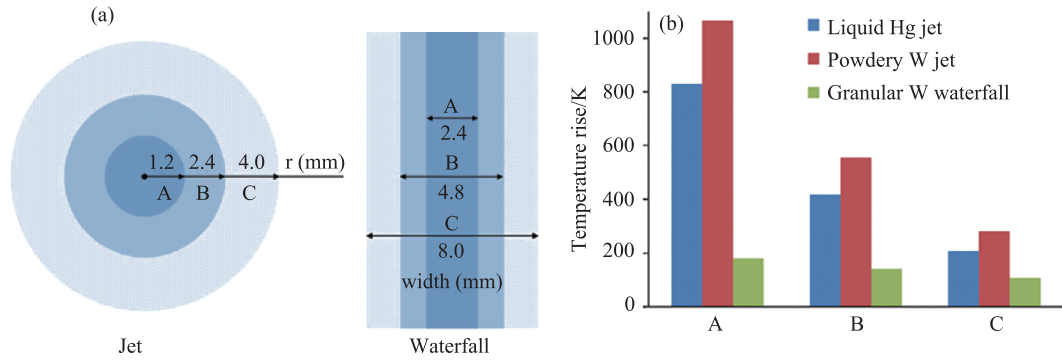 (a)
1.2 2.4 4.0 r (mm)
A B C
Jet
A
2.4
B
4.8
C
8.0
width (mm)
Waterfall
(b)
Liquid Hg jet
Powdery W jet
Granular W waterfall
Temperature rise/K
1000
800
600
400
200
0
A B C